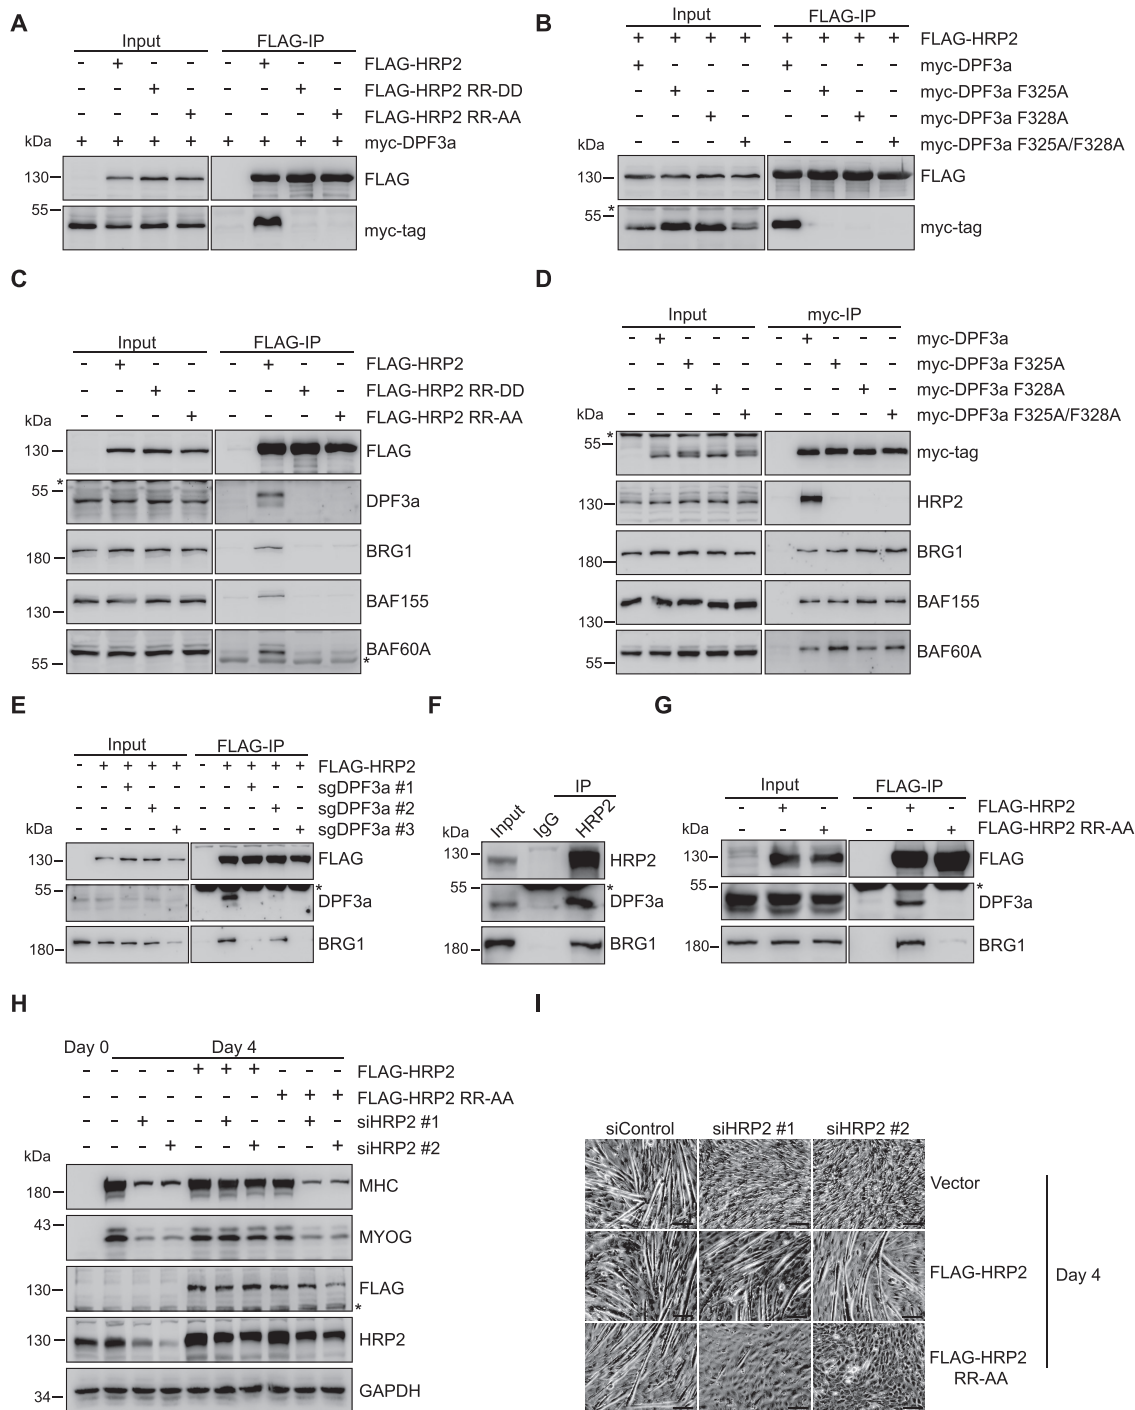 A
Input FLAG-IP
- + - - - + - - FLAG-HRP2
- - + - - - + - FLAG-HRP2 RR-DD
- - - + - - - + FLAG-HRP2 RR-AA
kDa + + + + + + + + myc-DPF3a
130 FLAG
55 myc-tag
B
Input FLAG-IP
+ + + + + + + + FLAG-HRP2
+ - - - + - - - myc-DPF3a
- + - - - + - - myc-DPF3a F325A
- - + - - - + - myc-DPF3a F328A
- - - + - - - + myc-DPF3a F325A/F328A
kDa
130 FLAG
*
55 myc-tag
C
Input FLAG-IP
- + - - - + - - FLAG-HRP2
- - + - - - + - FLAG-HRP2 RR-DD
- - - + - - - + FLAG-HRP2 RR-AA
kDa
130 FLAG
*
55 DPF3a
180 BRG1
130 BAF155
55 BAF60A
*
D
Input myc-IP
- + - - - - + - - - myc-DPF3a
- - + - - - - + - - myc-DPF3a F325A
- - - + - - - - + - myc-DPF3a F328A
kDa - - - - + - - - - + myc-DPF3a F325A/F328A
*
55 myc-tag
130 HRP2
180 BRG1
130 BAF155
55 BAF60A
E
Input FLAG-IP
- + + + + - + + + + FLAG-HRP2
- - + - - - - + - - sgDPF3a #1
- - - + - - - - + - sgDPF3a #2
kDa - - - - + - - - - + sgDPF3a #3
130 FLAG
55 *
DPF3a
180 BRG1
F
IP
kDa Input IgG HRP2
130 HRP2
55 *
DPF3a
180 BRG1
G
Input FLAG-IP
- + - - + - FLAG-HRP2
kDa - - + - - + FLAG-HRP2 RR-AA
130 FLAG
55 *
DPF3a
180 BRG1
H
Day 0 Day 4
- - - - + + + - - - FLAG-HRP2
- - - - - - - + + + FLAG-HRP2 RR-AA
- - + - - + - - + - siHRP2 #1
- - - + - - + - - + siHRP2 #2
kDa
180 MHC
43 MYOG
130 FLAG
*
130 HRP2
34 GAPDH
I
siControl siHRP2 #1 siHRP2 #2
Vector
FLAG-HRP2
Day 4
FLAG-HRP2
RR-AA